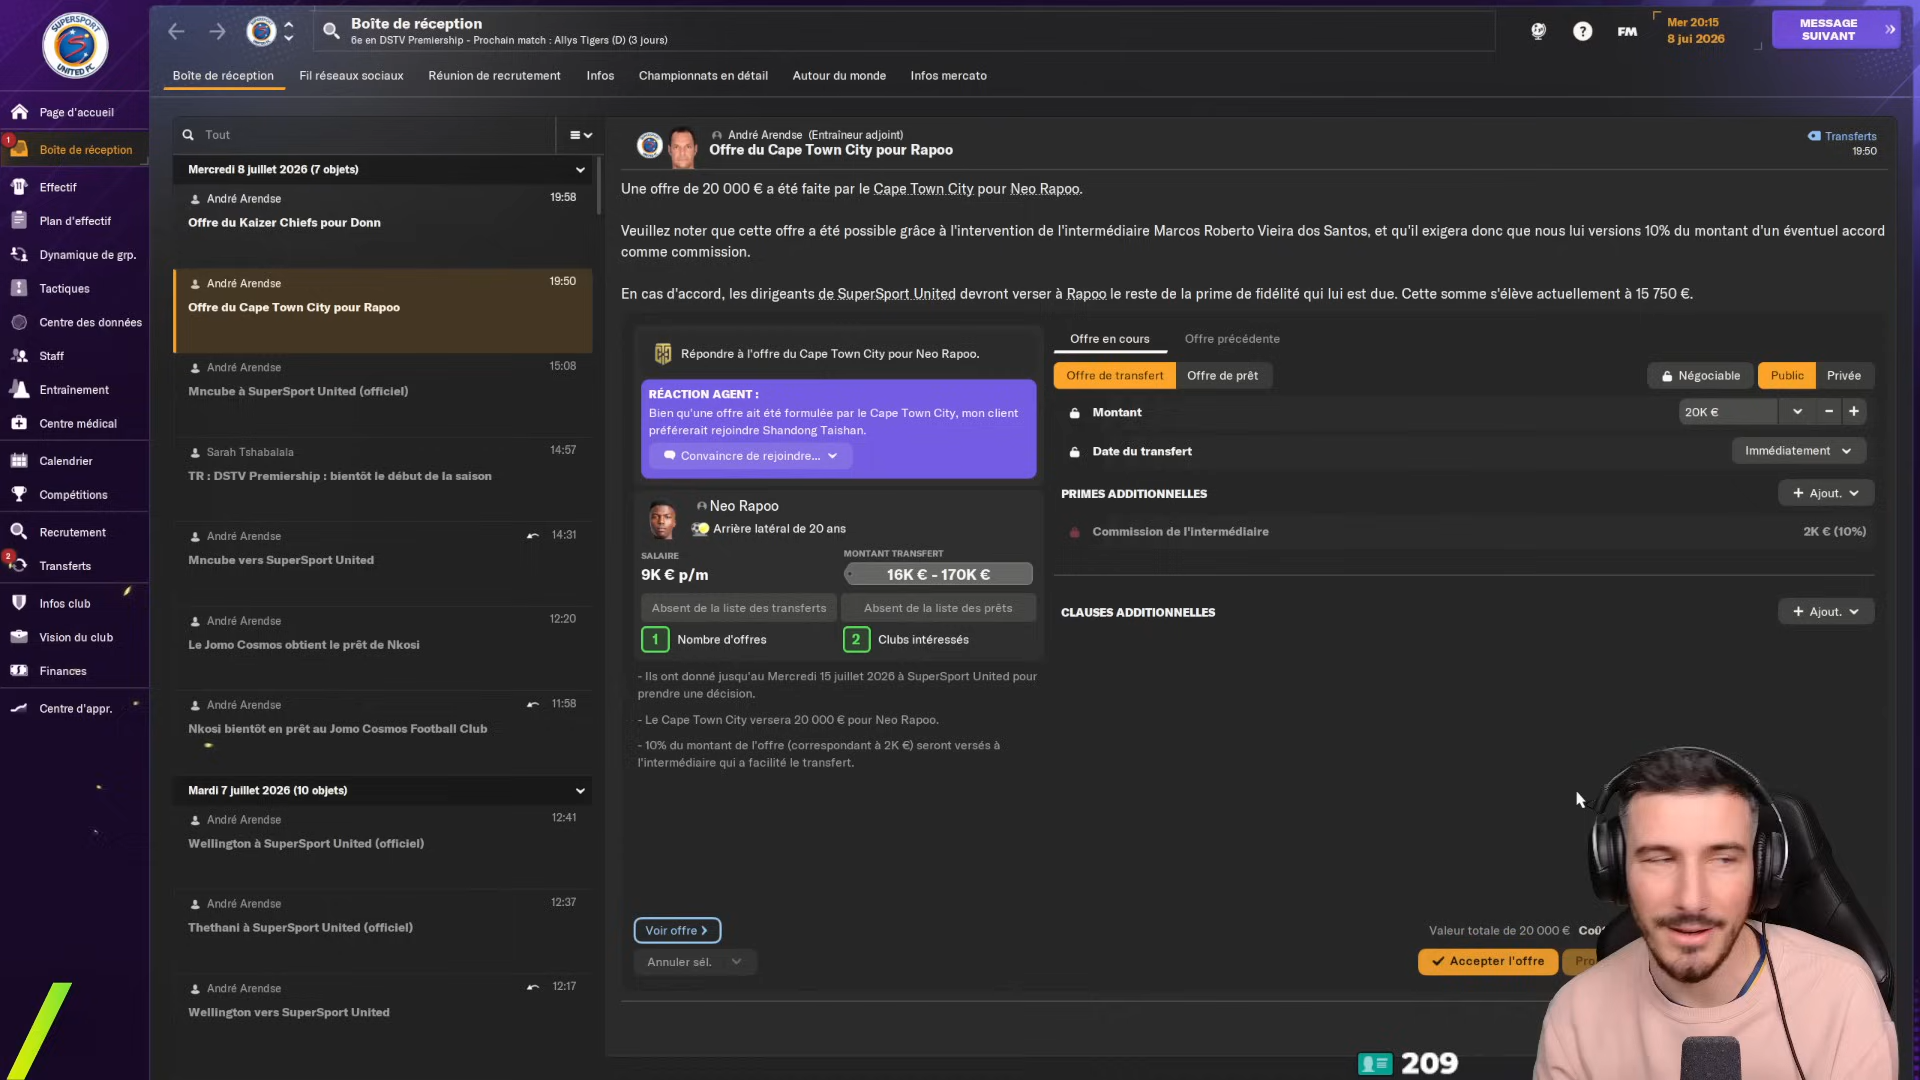 SUPERSPORT
UNITED FC
Boîte de réception
6e en DSTV Premiership - Prochain match : Allys Tigers (D) (3 jours)
FM
Mer 20:15
8 jui 2026
MESSAGE
SUIVANT
Boîte de réception
Fil réseaux sociaux
Réunion de recrutement
Infos
Championnats en détail
Autour du monde
Infos mercato
Page d'accueil
1
Boîte de réception
Effectif
Plan d'effectif
Dynamique de grp.
Tactiques
Centre des données
Staff
Entraînement
Centre médical
Calendrier
Compétitions
Recrutement
2
Transferts
Infos club
Vision du club
Finances
Centre d'appr.
Tout
Mercredi 8 juillet 2026 (7 objets)
André Arendse 19:58
Offre du Kaizer Chiefs pour Donn
André Arendse 19:50
Offre du Cape Town City pour Rapoo
André Arendse 15:08
Mncube à SuperSport United (officiel)
Sarah Tshabalala 14:57
TR : DSTV Premiership : bientôt le début de la saison
André Arendse 14:31
Mncube vers SuperSport United
André Arendse 12:20
Le Jomo Cosmos obtient le prêt de Nkosi
André Arendse 11:58
Nkosi bientôt en prêt au Jomo Cosmos Football Club
Mardi 7 juillet 2026 (10 objets)
André Arendse 12:41
Wellington à SuperSport United (officiel)
André Arendse 12:37
Thethani à SuperSport United (officiel)
André Arendse 12:17
Wellington vers SuperSport United
André Arendse (Entraîneur adjoint)
Offre du Cape Town City pour Rapoo
Transferts
19:50
Une offre de 20 000 € a été faite par le Cape Town City pour Neo Rapoo.
Veuillez noter que cette offre a été possible grâce à l'intervention de l'intermédiaire Marcos Roberto Vieira dos Santos, et qu'il exigera donc que nous lui versions 10% du montant d'un éventuel accord
comme commission.
En cas d'accord, les dirigeants de SuperSport United devront verser à Rapoo le reste de la prime de fidélité qui lui est due. Cette somme s'élève actuellement à 15 750 €.
Répondre à l'offre du Cape Town City pour Neo Rapoo.
RÉACTION AGENT :
Bien qu'une offre ait été formulée par le Cape Town City, mon client
préférerait rejoindre Shandong Taishan.
Convaincre de rejoindre...
Neo Rapoo
Arrière latéral de 20 ans
SALAIRE
9K € p/m
MONTANT TRANSFERT
16K € - 170K €
Absent de la liste des transferts
Absent de la liste des prêts
1 Nombre d'offres
2 Clubs intéressés
- Ils ont donné jusqu'au Mercredi 15 juillet 2026 à SuperSport United pour
prendre une décision.
- Le Cape Town City versera 20 000 € pour Neo Rapoo.
- 10% du montant de l'offre (correspondant à 2K €) seront versés à
l'intermédiaire qui a facilité le transfert.
Voir offre
Annuler sél.
Offre en cours
Offre précédente
Offre de transfert
Offre de prêt
Négociable
Public
Privée
Montant
20K €
Date du transfert
Immédiatement
PRIMES ADDITIONNELLES
+ Ajout.
Commission de l'intermédiaire
2K € (10%)
CLAUSES ADDITIONNELLES
+ Ajout.
Valeur totale de 20 000 €
Accepter l'offre
209